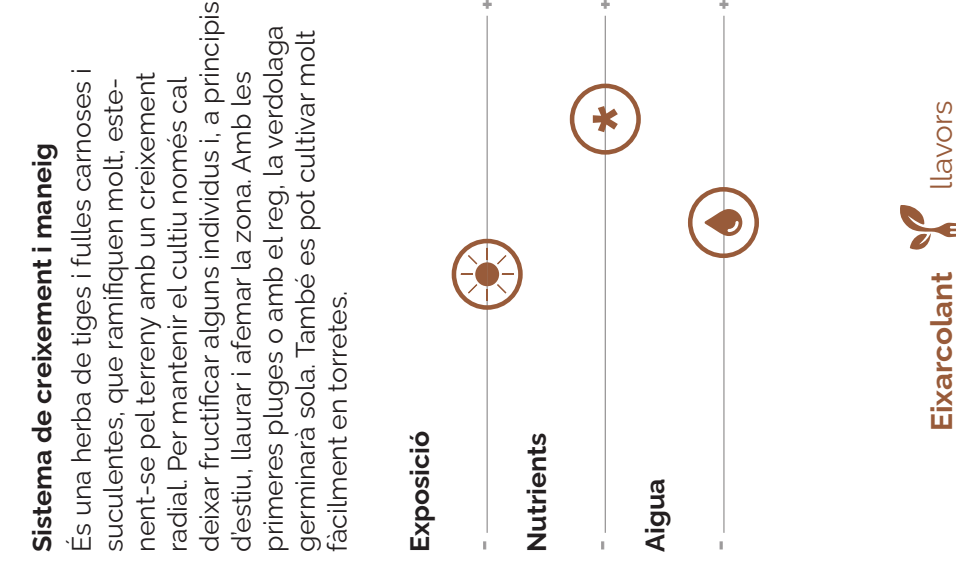 Sistema de creixement i maneig
És una herba de tiges i fulles carnoses i
suculentes, que ramifiquen molt, este-
nent-se pel terreny amb un creixement
radial. Per mantenir el cultiu només cal
deixar fructificar alguns individus i, a principis
d'estiu, llaurar i afemar la zona. Amb les
primeres pluges o amb el reg, la verdolaga
germinarà sola. També es pot cultivar molt
fàcilment en torretes.
Exposició
- +
Nutrients
- +
Aigua
- +
Eixarcolant llavors